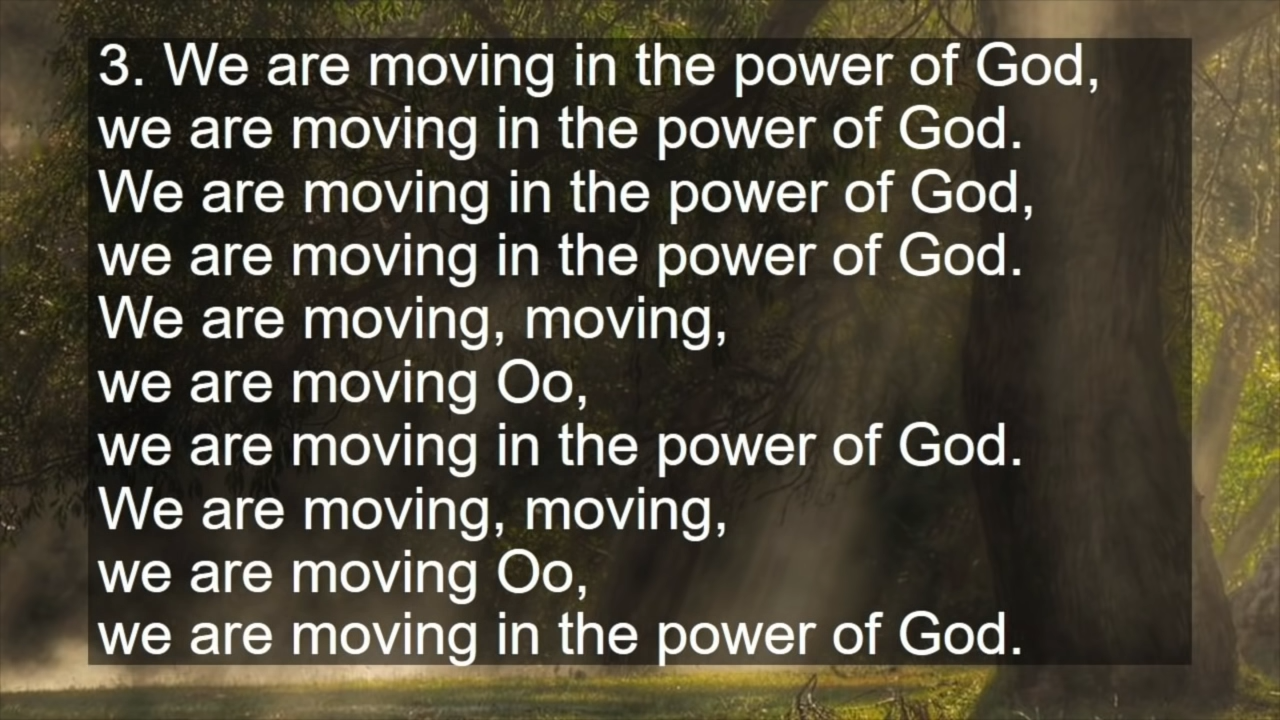 3. We are moving in the power of God,
we are moving in the power of God.
We are moving in the power of God,
we are moving in the power of God.
We are moving, moving,
we are moving Oo,
we are moving in the power of God.
We are moving, moving,
we are moving Oo,
we are moving in the power of God.